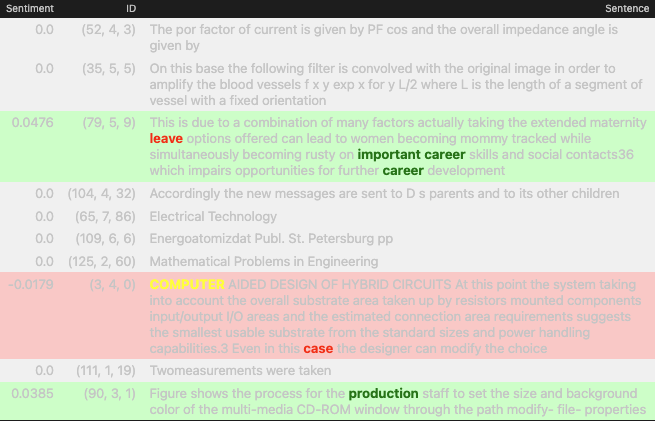 Sentiment ID Sentence
0.0 (52, 4, 3) The por factor of current is given by PF cos and the overall impedance angle is
given by
0.0 (35, 5, 5) On this base the following filter is convolved with the original image in order to
amplify the blood vessels f x y exp x for y L/2 where L is the length of a segment of
vessel with a fixed orientation
0.0476 (79, 5, 9) This is due to a combination of many factors actually taking the extended maternity
leave options offered can lead to women becoming mommy tracked while
simultaneously becoming rusty on important career skills and social contacts36
which impairs opportunities for further career development
0.0 (104, 4, 32) Accordingly the new messages are sent to D s parents and to its other children
0.0 (65, 7, 86) Electrical Technology
0.0 (109, 6, 6) Energoatomizdat Publ. St. Petersburg pp
0.0 (125, 2, 60) Mathematical Problems in Engineering
-0.0179 (3, 4, 0) COMPUTER AIDED DESIGN OF HYBRID CIRCUITS At this point the system taking
into account the overall substrate area taken up by resistors mounted components
input/output I/O areas and the estimated connection area requirements suggests
the smallest usable substrate from the standard sizes and power handling
capabilities.3 Even in this case the designer can modify the choice
0.0 (111, 1, 19) Twomeasurements were taken
0.0385 (90, 3, 1) Figure shows the process for the production staff to set the size and background
color of the multi-media CD-ROM window through the path modify- file- properties